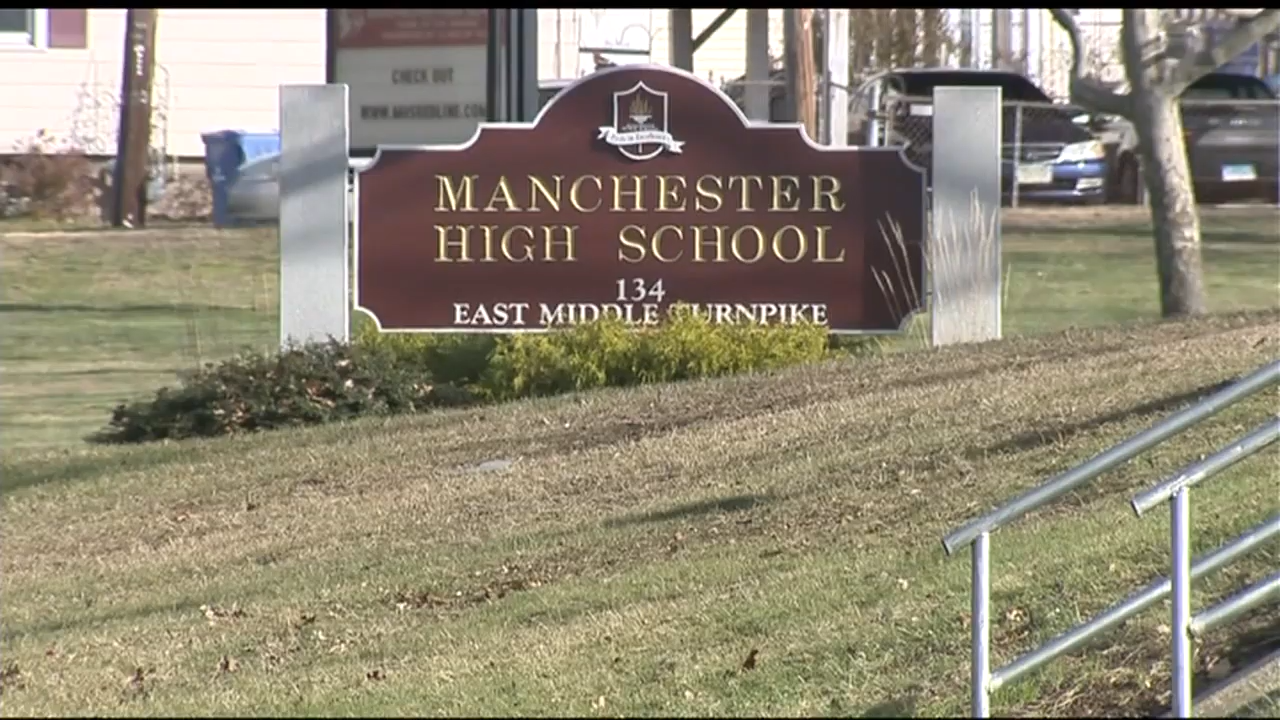 CHECK OUT
MANCHESTER
HIGH SCHOOL
134
EAST MIDDLE TURNPIKE